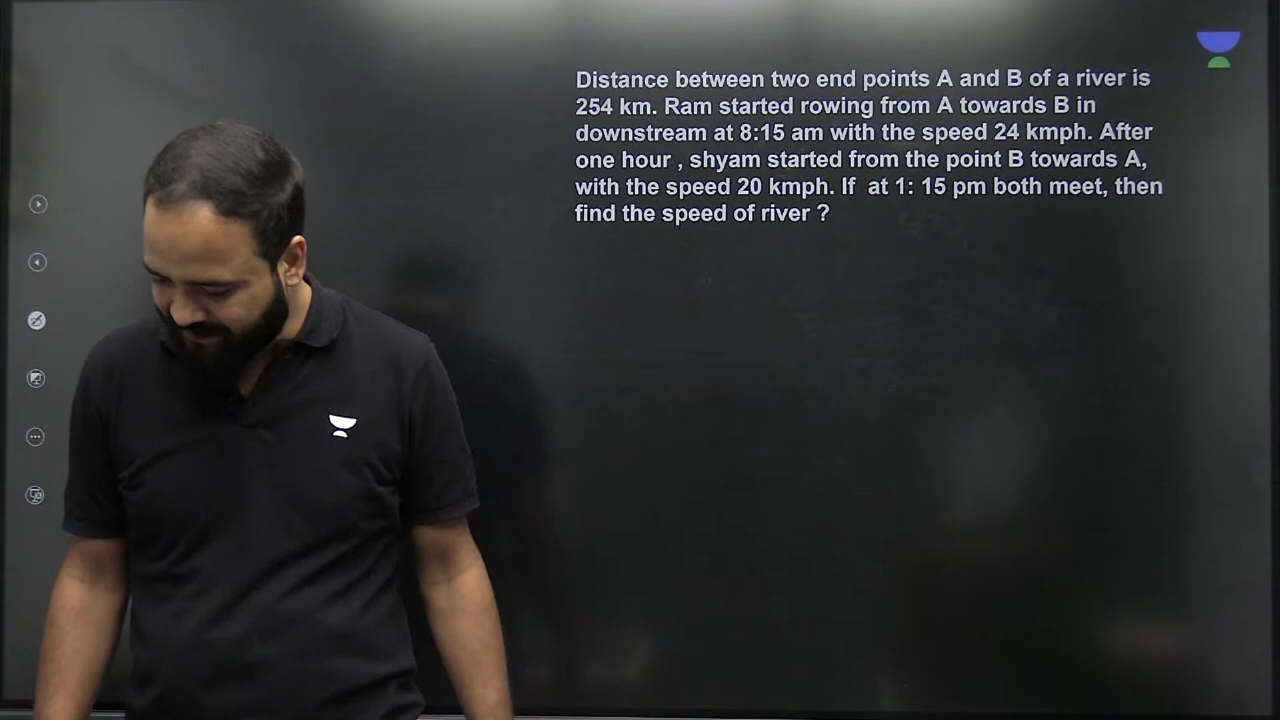 Distance between two end points A and B of a river is
254 km. Ram started rowing from A towards B in
downstream at 8:15 am with the speed 24 kmph. After
one hour , shyam started from the point B towards A,
with the speed 20 kmph. If  at 1: 15 pm both meet, then
find the speed of river ?